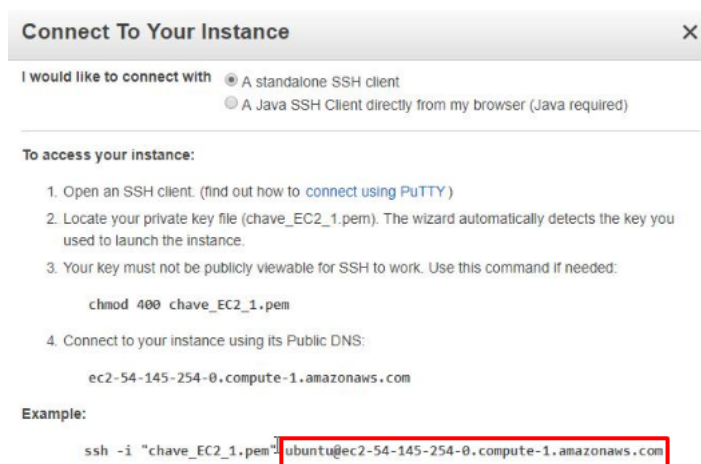 Connect To Your Instance
I would like to connect with
A standalone SSH client
A Java SSH Client directly from my browser (Java required)
To access your instance:
1. Open an SSH client. (find out how to connect using PuTTY)
2. Locate your private key file (chave_EC2_1.pem). The wizard automatically detects the key you
used to launch the instance.
3. Your key must not be publicly viewable for SSH to work. Use this command if needed:
chmod 400 chave_EC2_1.pem
4. Connect to your instance using its Public DNS:
ec2-54-145-254-0.compute-1.amazonaws.com
Example:
ssh -i "chave_EC2_1.pem" ubuntu@ec2-54-145-254-0.compute-1.amazonaws.com